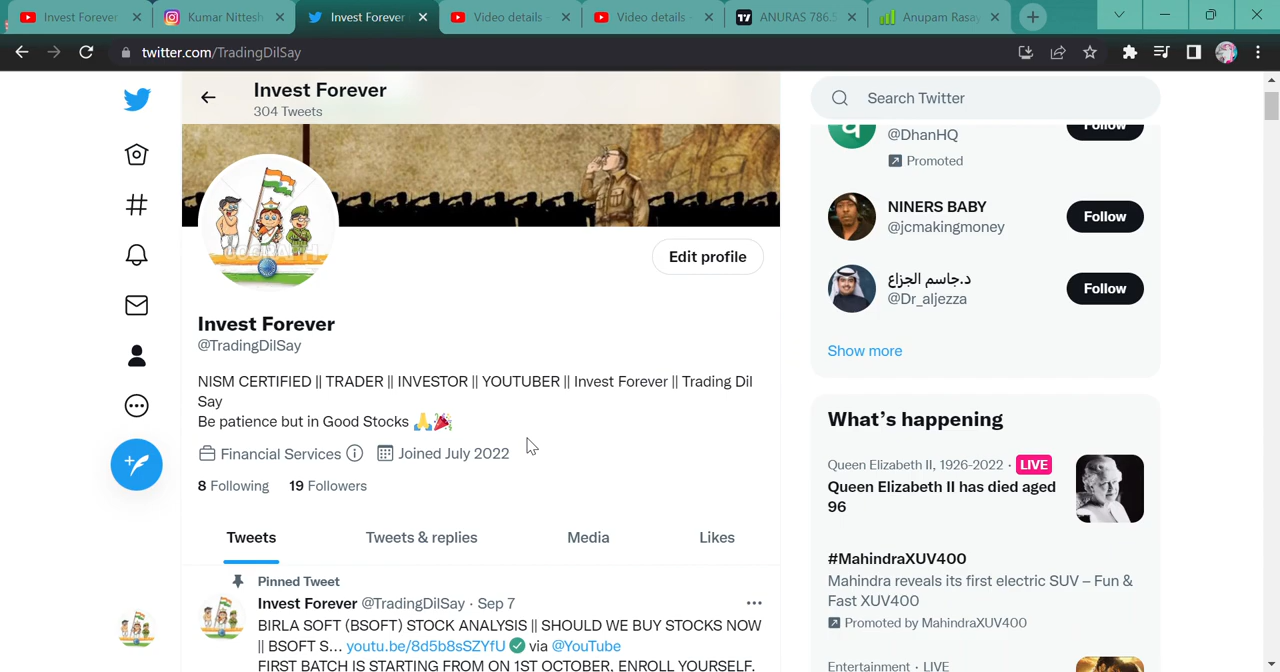 Invest Forever
Kumar Nittesh
Invest Forever
Video details -
Video details -
ANURAS 786.5
Anupam Rasay
twitter.com/TradingDilSay
Invest Forever
304 Tweets
Edit profile
Invest Forever
@TradingDilSay
NISM CERTIFIED || TRADER || INVESTOR || YOUTUBER || Invest Forever || Trading Dil
Say
Be patience but in Good Stocks 🙏🎉
Financial Services
Joined July 2022
8 Following 19 Followers
Tweets Tweets & replies Media Likes
Pinned Tweet
Invest Forever @TradingDilSay · Sep 7
BIRLA SOFT (BSOFT) STOCK ANALYSIS || SHOULD WE BUY STOCKS NOW
|| BSOFT S... youtu.be/8d5b8sSZYfU ✅ via @YouTube
FIRST BATCH IS STARTING FROM ON 1ST OCTOBER, ENROLL YOURSELF.
Search Twitter
@DhanHQ
Follow
Promoted
NINERS BABY
@jcmakingmoney
Follow
د.جاسم الجزاع
@Dr_aljezza
Follow
Show more
What's happening
Queen Elizabeth II, 1926-2022 · LIVE
Queen Elizabeth II has died aged
96
#MahindraXUV400
Mahindra reveals its first electric SUV – Fun &
Fast XUV400
Promoted by MahindraXUV400
Entertainment · LIVE